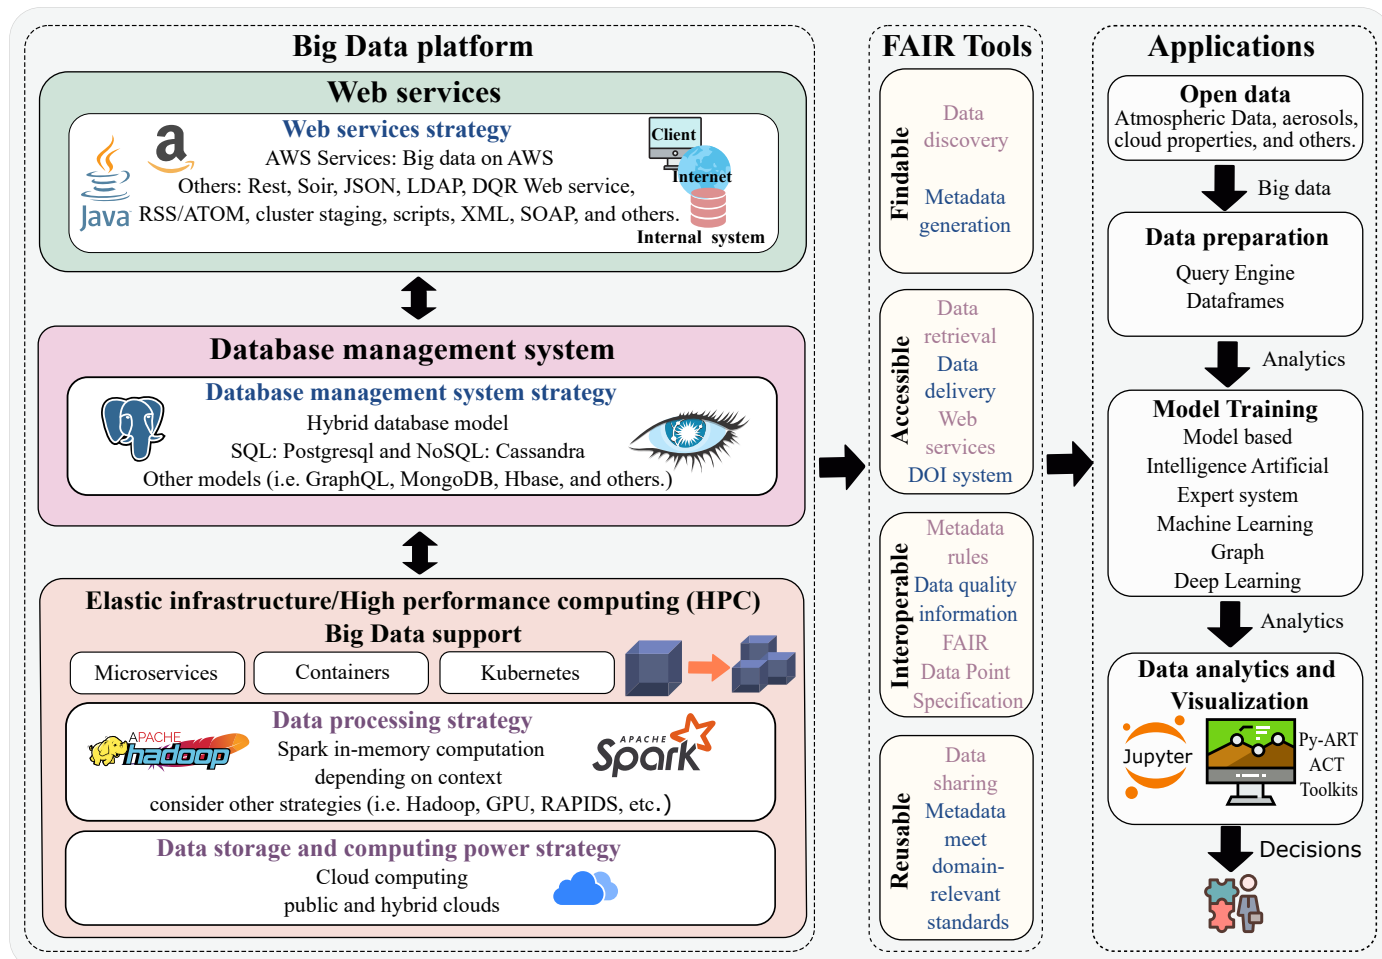 Big Data platform
Web services
Web services strategy
AWS Services: Big data on AWS
Others: Rest, Soir, JSON, LDAP, DQR Web service,
RSS/ATOM, cluster staging, scripts, XML, SOAP, and others.
a
Java
Client
Internet
Internal system
Database management system
Database management system strategy
Hybrid database model
SQL: Postgresql and NoSQL: Cassandra
Other models (i.e. GraphQL, MongoDB, Hbase, and others.)
Elastic infrastructure/High performance computing (HPC)
Big Data support
Microservices
Containers
Kubernetes
Data processing strategy
Spark in-memory computation
depending on context
consider other strategies (i.e. Hadoop, GPU, RAPIDS, etc.)
APACHE
hadoop
APACHE
Spark
Data storage and computing power strategy
Cloud computing
public and hybrid clouds
FAIR Tools
Findable
Data
discovery
Metadata
generation
Accessible
Data
retrieval
Data
delivery
Web
services
DOI system
Interoperable
Metadata
rules
Data quality
information
FAIR
Data Point
Specification
Reusable
Data
sharing
Metadata
meet
domain-
relevant
standards
Applications
Open data
Atmospheric Data, aerosols,
cloud properties, and others.
Big data
Data preparation
Query Engine
Dataframes
Analytics
Model Training
Model based
Intelligence Artificial
Expert system
Machine Learning
Graph
Deep Learning
Analytics
Data analytics and
Visualization
Jupyter
Py-ART
ACT
Toolkits
Decisions